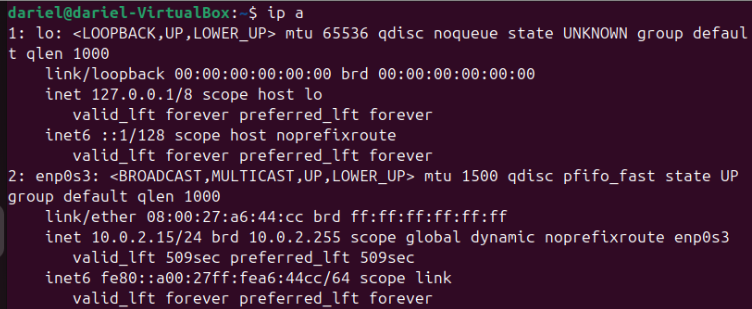 dariel@dariel-VirtualBox:~$ ip a
1: lo: <LOOPBACK,UP,LOWER_UP> mtu 65536 qdisc noqueue state UNKNOWN group defaul
t qlen 1000
    link/loopback 00:00:00:00:00:00 brd 00:00:00:00:00:00
    inet 127.0.0.1/8 scope host lo
       valid_lft forever preferred_lft forever
    inet6 ::1/128 scope host noprefixroute
       valid_lft forever preferred_lft forever
2: enp0s3: <BROADCAST,MULTICAST,UP,LOWER_UP> mtu 1500 qdisc pfifo_fast state UP
group default qlen 1000
    link/ether 08:00:27:a6:44:cc brd ff:ff:ff:ff:ff:ff
    inet 10.0.2.15/24 brd 10.0.2.255 scope global dynamic noprefixroute enp0s3
       valid_lft 509sec preferred_lft 509sec
    inet6 fe80::a00:27ff:fea6:44cc/64 scope link
       valid_lft forever preferred_lft forever